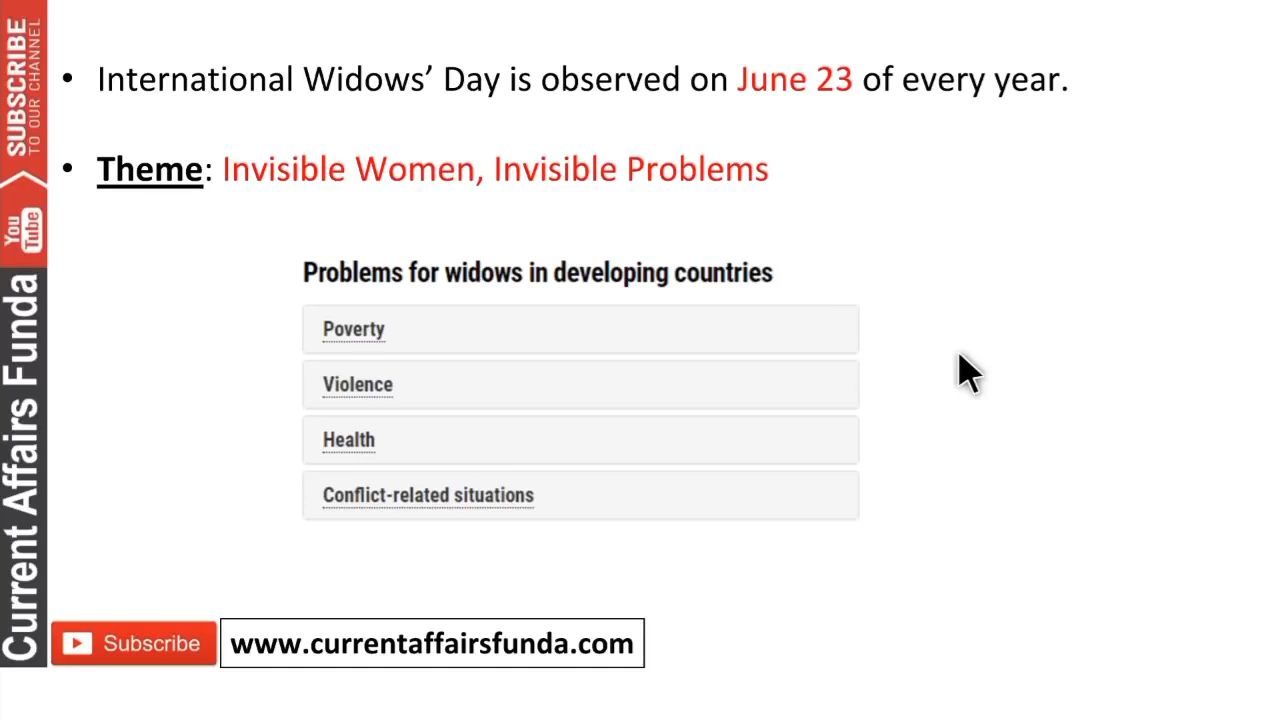 • International Widows’ Day is observed on June 23 of every year.
• Theme: Invisible Women, Invisible Problems
Problems for widows in developing countries
Poverty
Violence
Health
Conflict-related situations
SUBSCRIBE
TO OUR CHANNEL
You
Tube
Current Affairs Funda
Subscribe
www.currentaffairsfunda.com